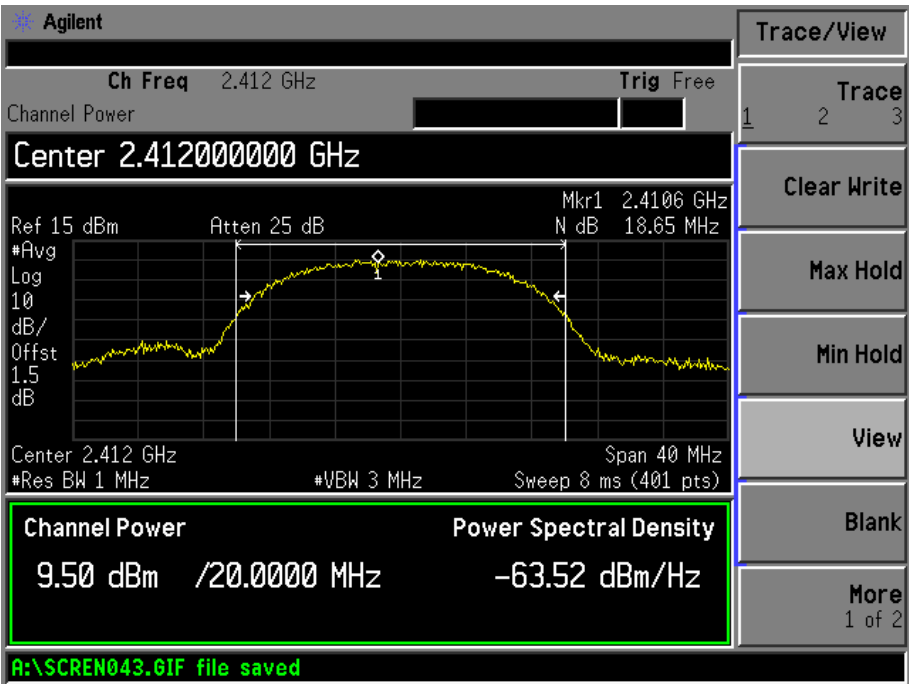 Agilent
Trace/View
Ch Freq 2.412 GHz Trig Free
Channel Power
Trace
1 2 3
Center 2.412000000 GHz
Clear Write
Mkr1 2.4106 GHz
Ref 15 dBm Atten 25 dB N dB 18.65 MHz
#Avg
Log
10
dB/
Offst
1.5
dB
1
Max Hold
Min Hold
View
Center 2.412 GHz Span 40 MHz
#Res BW 1 MHz #VBW 3 MHz Sweep 8 ms (401 pts)
Channel Power Power Spectral Density
9.50 dBm /20.0000 MHz -63.52 dBm/Hz
Blank
More
1 of 2
A:\SCREN043.GIF file saved